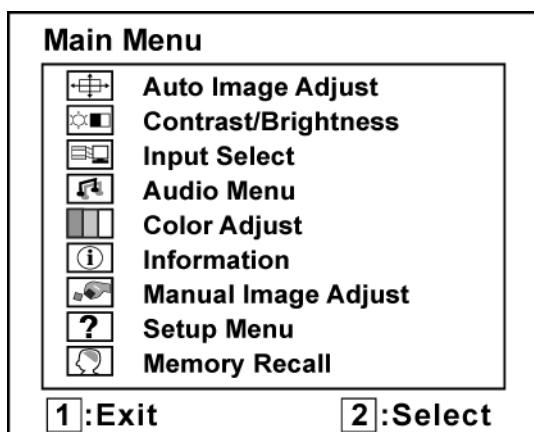 Main Menu
Auto Image Adjust
Contrast/Brightness
Input Select
Audio Menu
Color Adjust
i Information
Manual Image Adjust
? Setup Menu
Memory Recall
1:Exit 2:Select